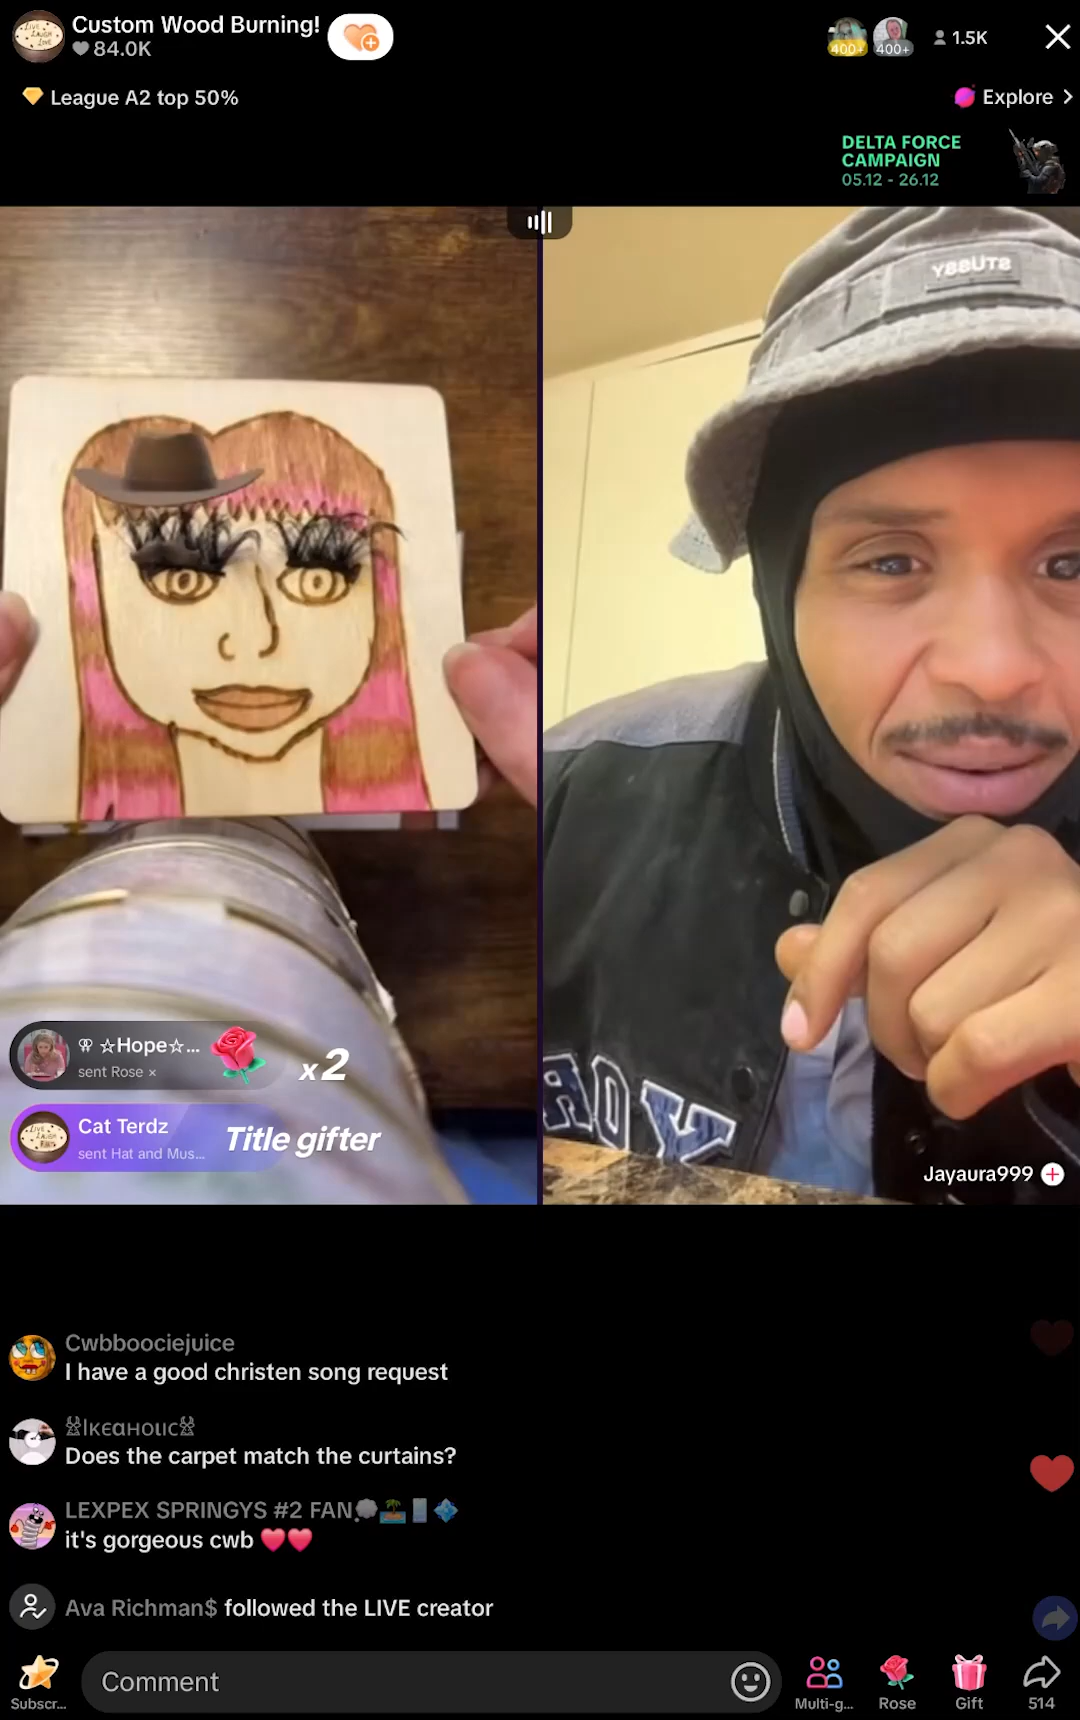 Custom Wood Burning!
84.0K
400+
400+
1.5K
League A2 top 50%
Explore >
DELTA FORCE
CAMPAIGN
05.12 - 26.12
YSSUTS
☆Hope☆...
sent Rose ×
x2
Cat Terdz
sent Hat and Mus...
Title gifter
ROY
Jayaura999
Cwbboociejuice
I have a good christen song request
Iĸєαнoɩιc
Does the carpet match the curtains?
LEXPEX SPRINGYS #2 FAN
it's gorgeous cwb ❤️❤️
Ava Richman$ followed the LIVE creator
Comment
Subscr...
Multi-g...
Rose
Gift
514